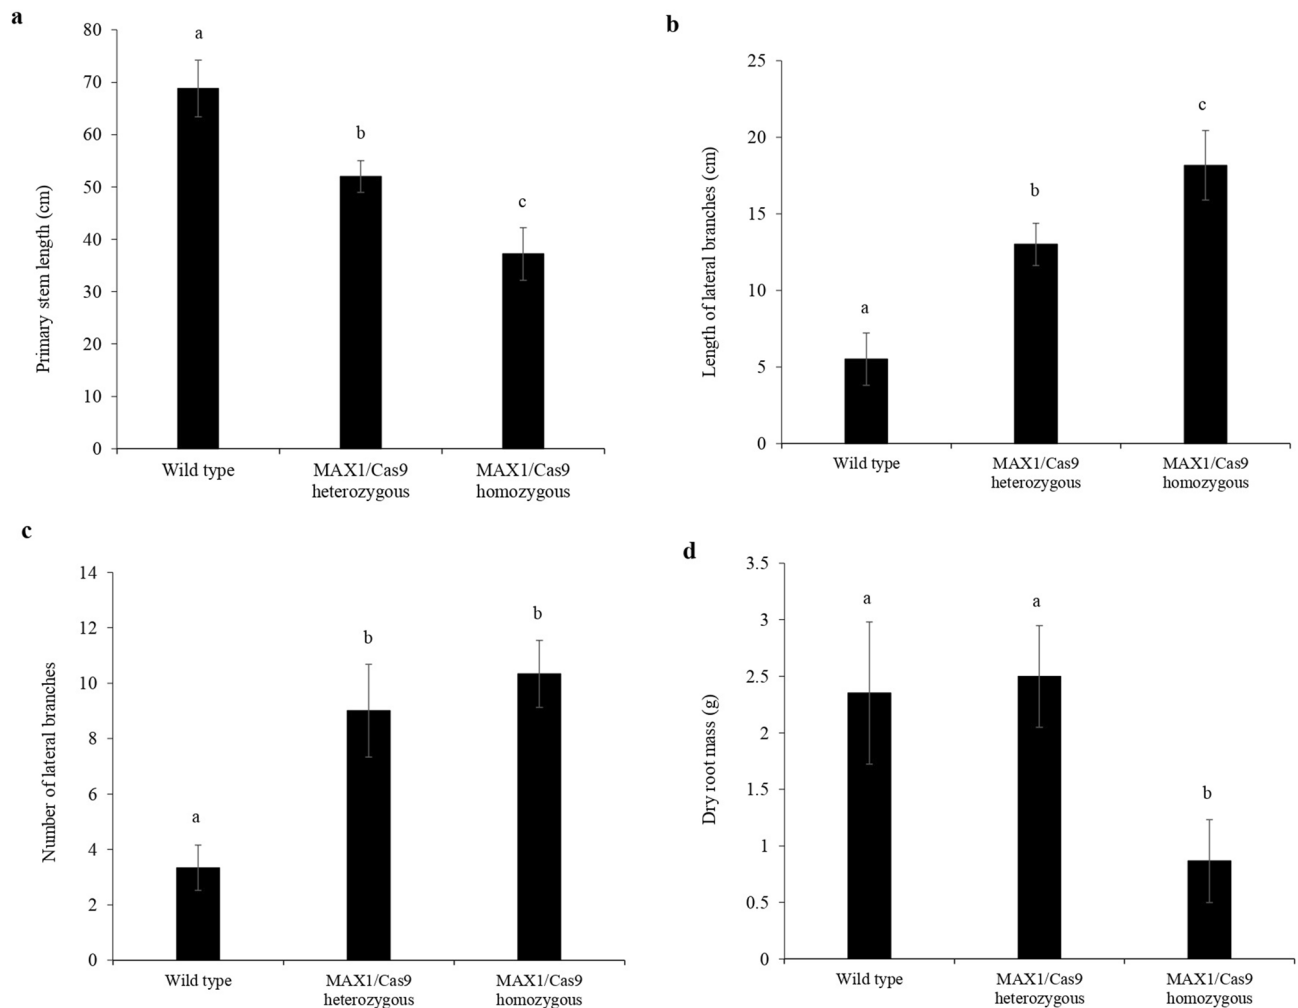 a
80
70
60
50
40
30
20
10
0
Primary stem length (cm)
a
b
c
Wild type
MAX1/Cas9
heterozygous
MAX1/Cas9
homozygous
b
25
20
15
10
5
0
Length of lateral branches (cm)
a
b
c
Wild type
MAX1/Cas9
heterozygous
MAX1/Cas9
homozygous
c
14
12
10
8
6
4
2
0
Number of lateral branches
a
b
b
Wild type
MAX1/Cas9
heterozygous
MAX1/Cas9
homozygous
d
3.5
3
2.5
2
1.5
1
0.5
0
Dry root mass (g)
a
a
b
Wild type
MAX1/Cas9
heterozygous
MAX1/Cas9
homozygous